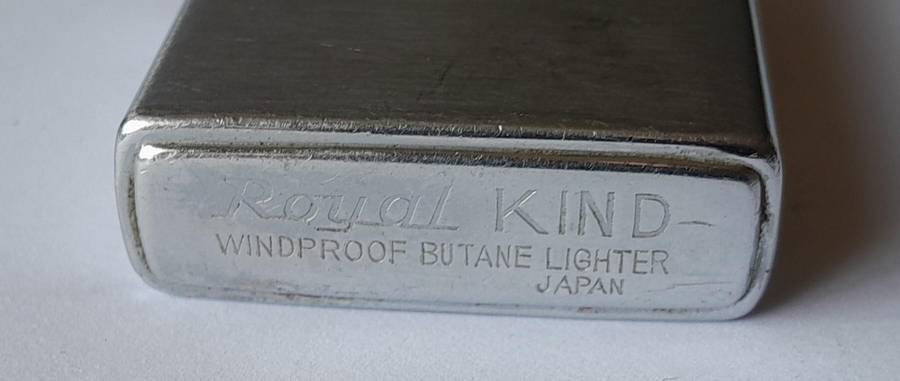 Royal KIND-
WINDPROOF BUTANE LIGHTER
JAPAN